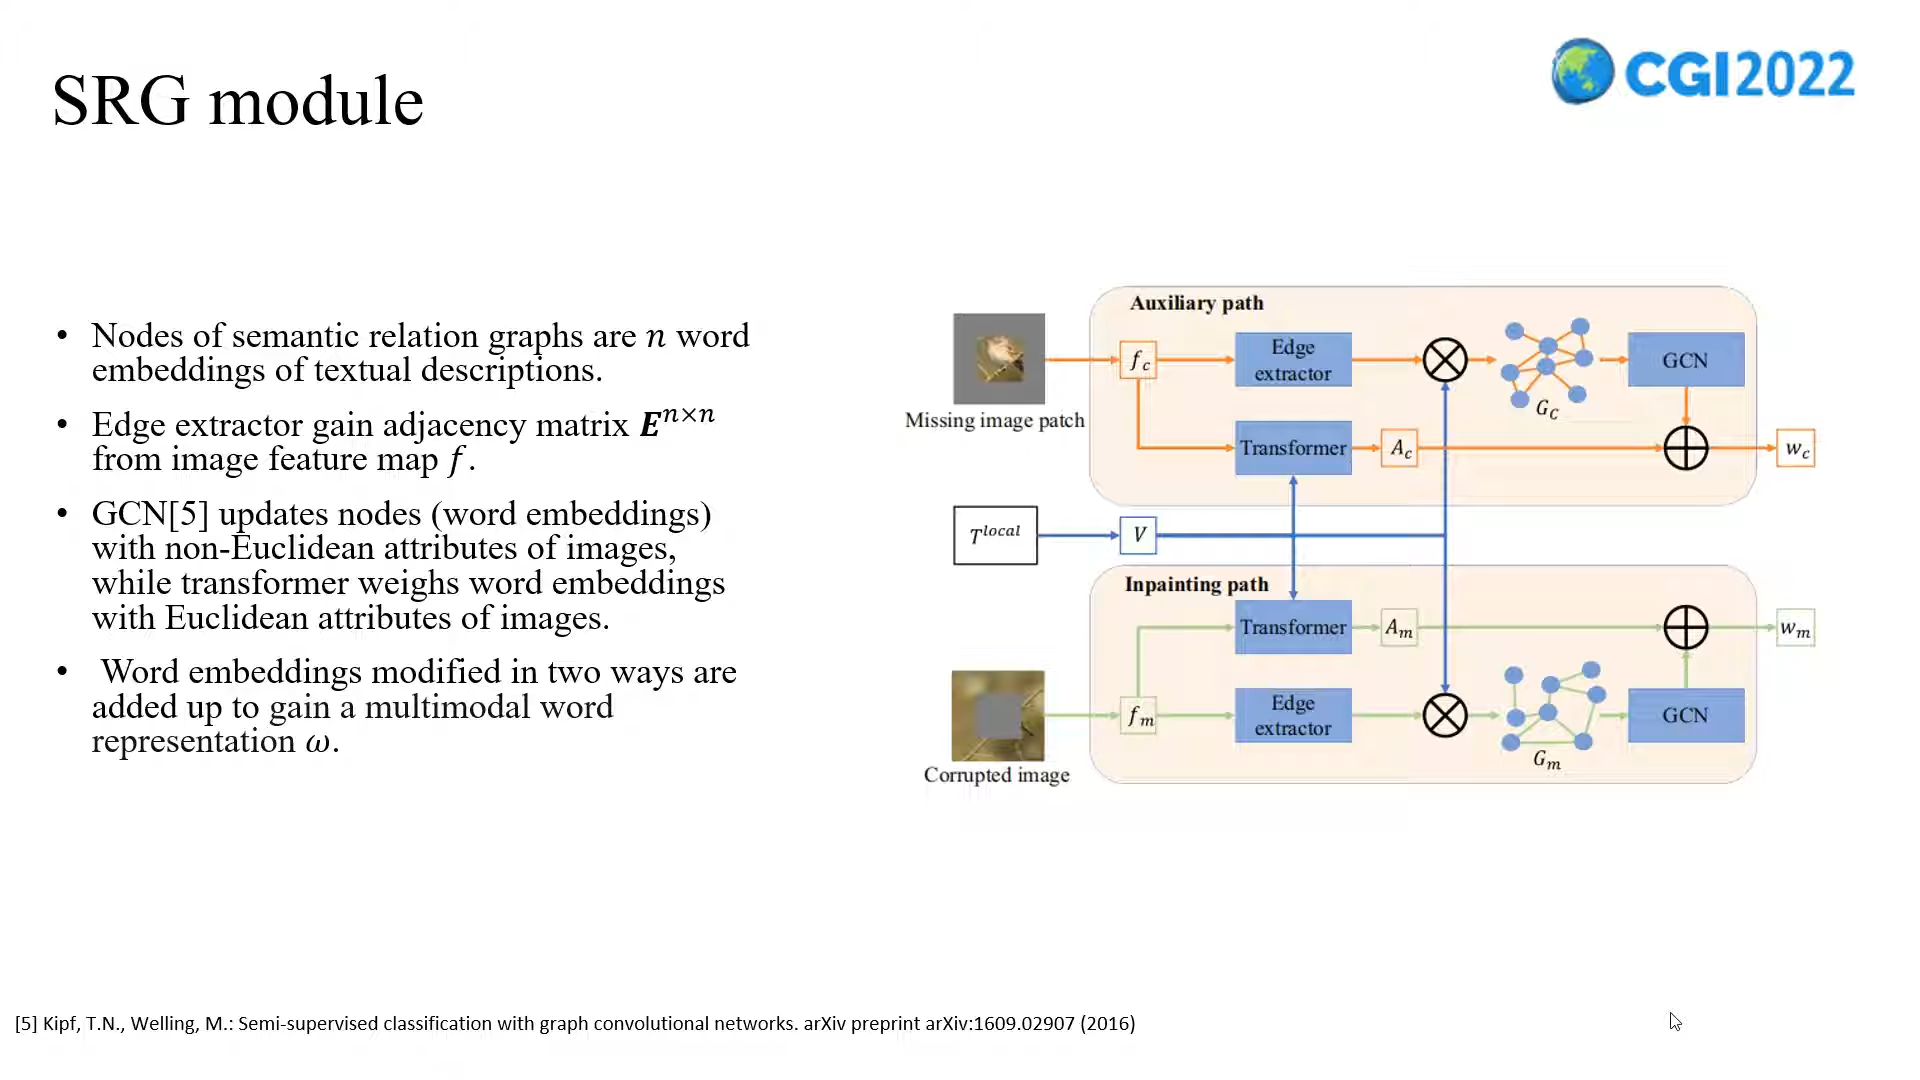 SRG module
CGI2022
• Nodes of semantic relation graphs are n word
embeddings of textual descriptions.
• Edge extractor gain adjacency matrix E^{n×n}
from image feature map f.
• GCN[5] updates nodes (word embeddings)
with non-Euclidean attributes of images,
while transformer weighs word embeddings
with Euclidean attributes of images.
• Word embeddings modified in two ways are
added up to gain a multimodal word
representation ω.
Auxiliary path
Missing image patch
f_c
Edge
extractor
G_C
GCN
Transformer
A_c
w_c
T^{local}
V
Inpainting path
Transformer
A_m
w_m
Corrupted image
f_m
Edge
extractor
G_m
GCN
[5] Kipf, T.N., Welling, M.: Semi-supervised classification with graph convolutional networks. arXiv preprint arXiv:1609.02907 (2016)